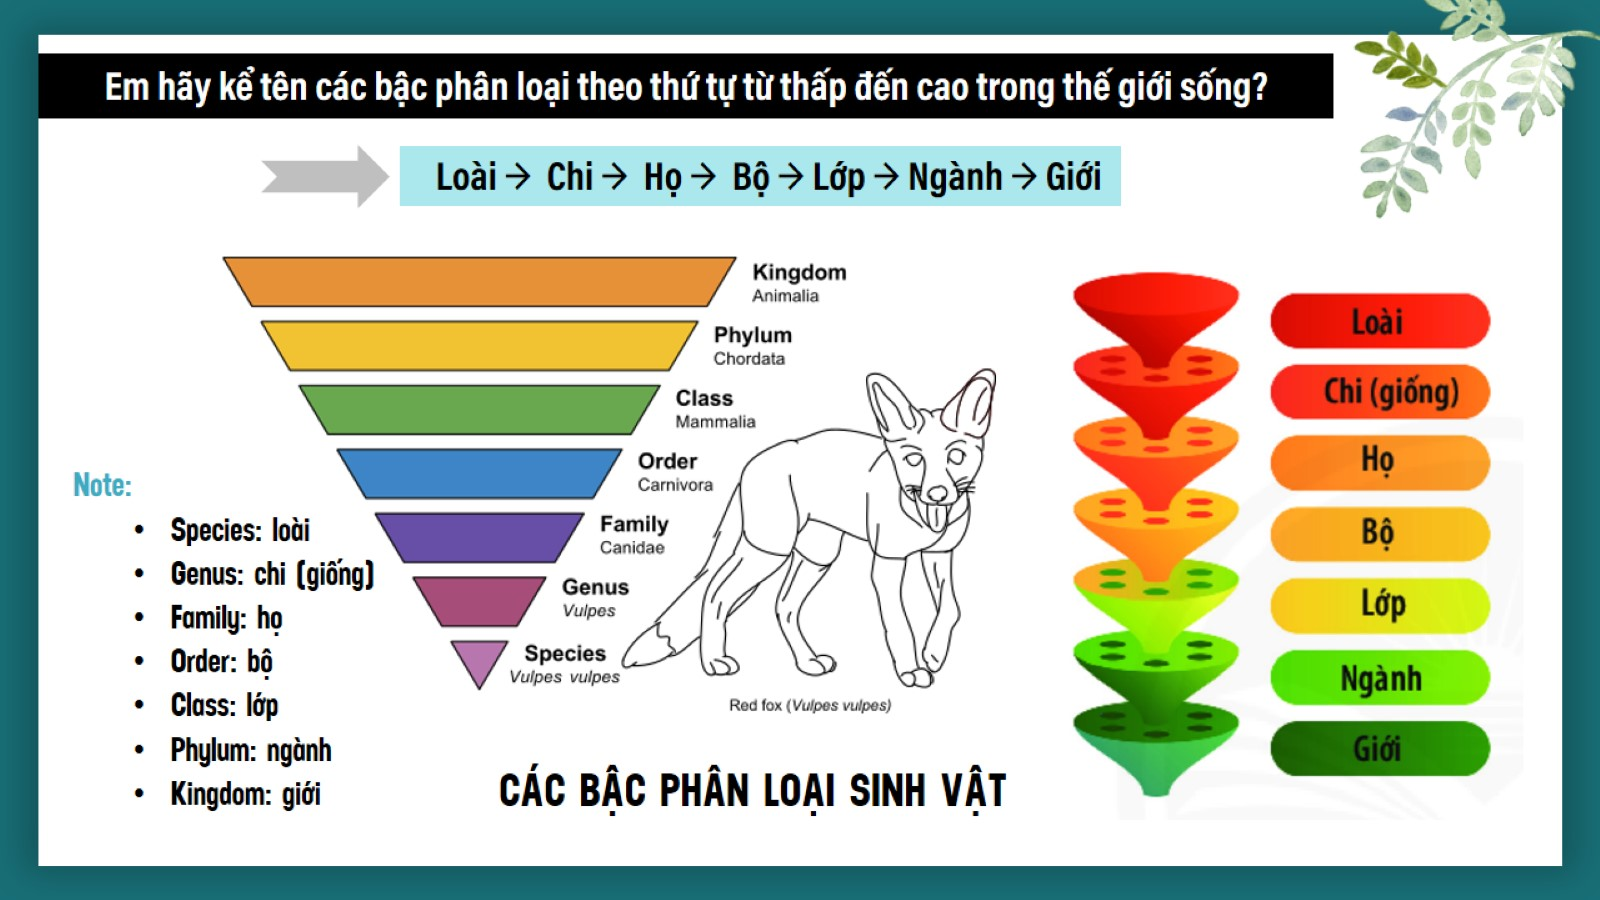 Em hãy kể tên các bậc phân loại theo thứ tự từ thấp đến cao trong thế giới sống?
Loài → Chi → Họ → Bộ → Lớp → Ngành → Giới
Kingdom
Animalia
Phylum
Chordata
Class
Mammalia
Order
Carnivora
Family
Canidae
Genus
Vulpes
Species
Vulpes vulpes
Red fox (Vulpes vulpes)
Note:
• Species: loài
• Genus: chi (giống)
• Family: họ
• Order: bộ
• Class: lớp
• Phylum: ngành
• Kingdom: giới
Loài
Chi (giống)
Họ
Bộ
Lớp
Ngành
Giới
CÁC BẬC PHÂN LOẠI SINH VẬT